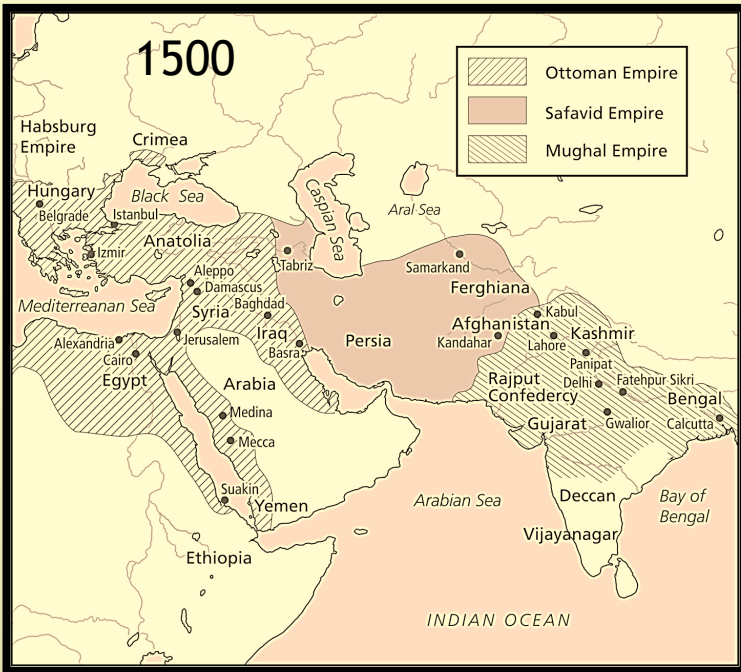 1500
Ottoman Empire
Safavid Empire
Mughal Empire
Habsburg
Empire
Crimea
Hungary
Belgrade
Black Sea
Istanbul
Caspian Sea
Aral Sea
Izmir
Anatolia
Tabriz
Samarkand
Ferghiana
Aleppo
Damascus
Mediterranean Sea
Syria
Baghdad
Iraq
Basra
Persia
Kabul
Afghanistan
Kandahar
Kashmir
Lahore
Panipat
Alexandria
Cairo
Jerusalem
Egypt
Arabia
Rajput
Confedercy
Delhi
Fatehpur Sikri
Bengal
Gujarat
Gwalior
Calcutta
Medina
Mecca
Suakin
Yemen
Arabian Sea
Deccan
Bay of
Bengal
Vijayanagar
Ethiopia
INDIAN OCEAN